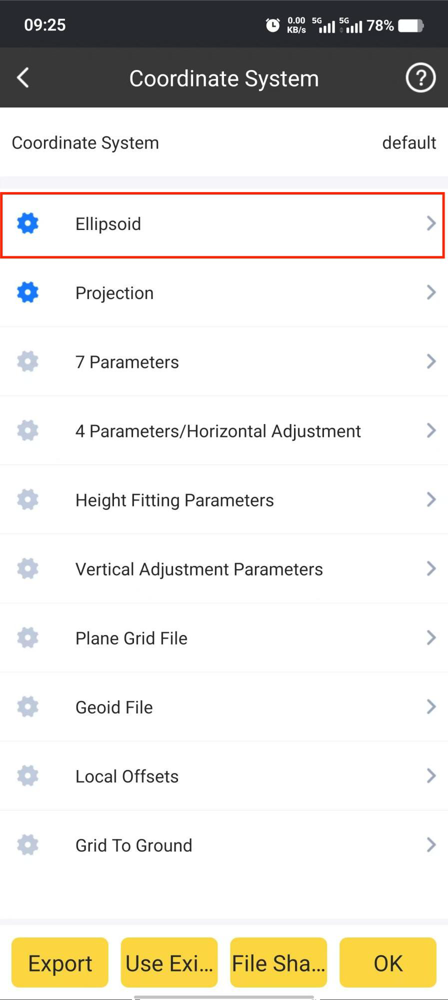 09:25
0.00 KB/s 5G 5G 78%
Coordinate System
Coordinate System default
Ellipsoid
Projection
7 Parameters
4 Parameters/Horizontal Adjustment
Height Fitting Parameters
Vertical Adjustment Parameters
Plane Grid File
Geoid File
Local Offsets
Grid To Ground
Export Use Exi... File Sha... OK